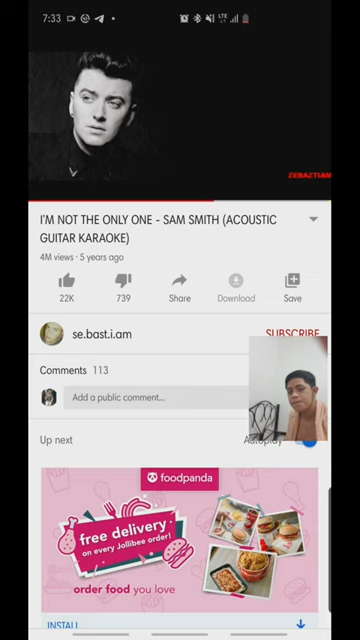 7:33
LTE
ZEBAZTIAN
I'M NOT THE ONLY ONE - SAM SMITH (ACOUSTIC
GUITAR KARAOKE)
4M views · 5 years ago
22K
739
Share
Download
Save
se.bast.i.am
SUBSCRIBE
Comments 113
Add a public comment...
Up next
Autoplay
foodpanda
free delivery
on every Jollibee order!
order food you love
INSTALL